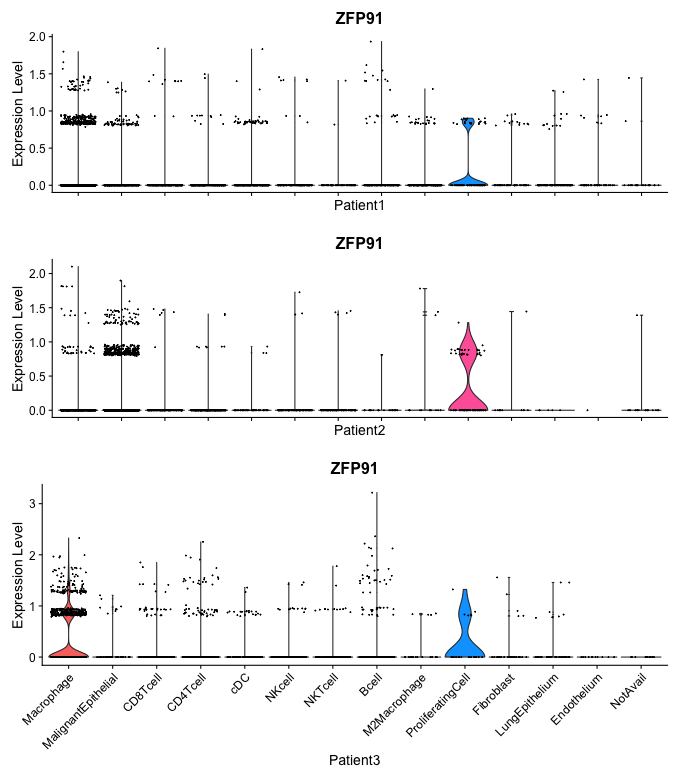 ZFP91
Expression Level
2.0
1.5
1.0
0.5
0.0
Patient1
ZFP91
Expression Level
2.0
1.5
1.0
0.5
0.0
Patient2
ZFP91
Expression Level
3
2
1
0
Macrophage
MalignantEpithelial
CD8Tcell
CD4Tcell
cDC
NKcell
NKTcell
Bcell
M2Macrophage
ProliferatingCell
Fibroblast
LungEpithelium
Endothelium
NotAvail
Patient3